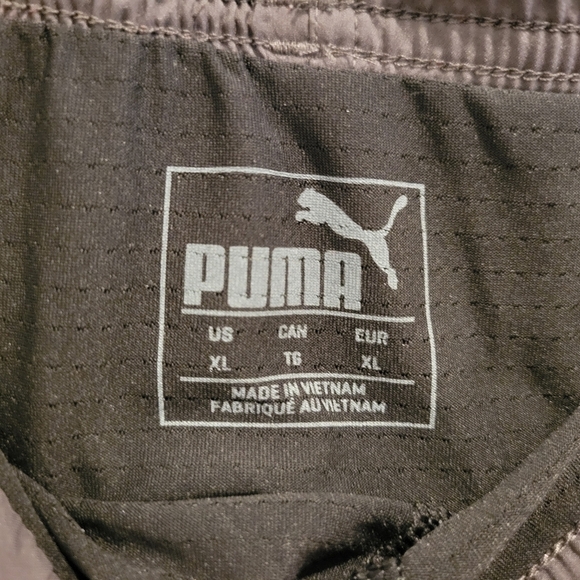 PUMA
US CAN EUR
XL TG XL
MADE IN VIETNAM
FABRIQUÉ AU VIETNAM